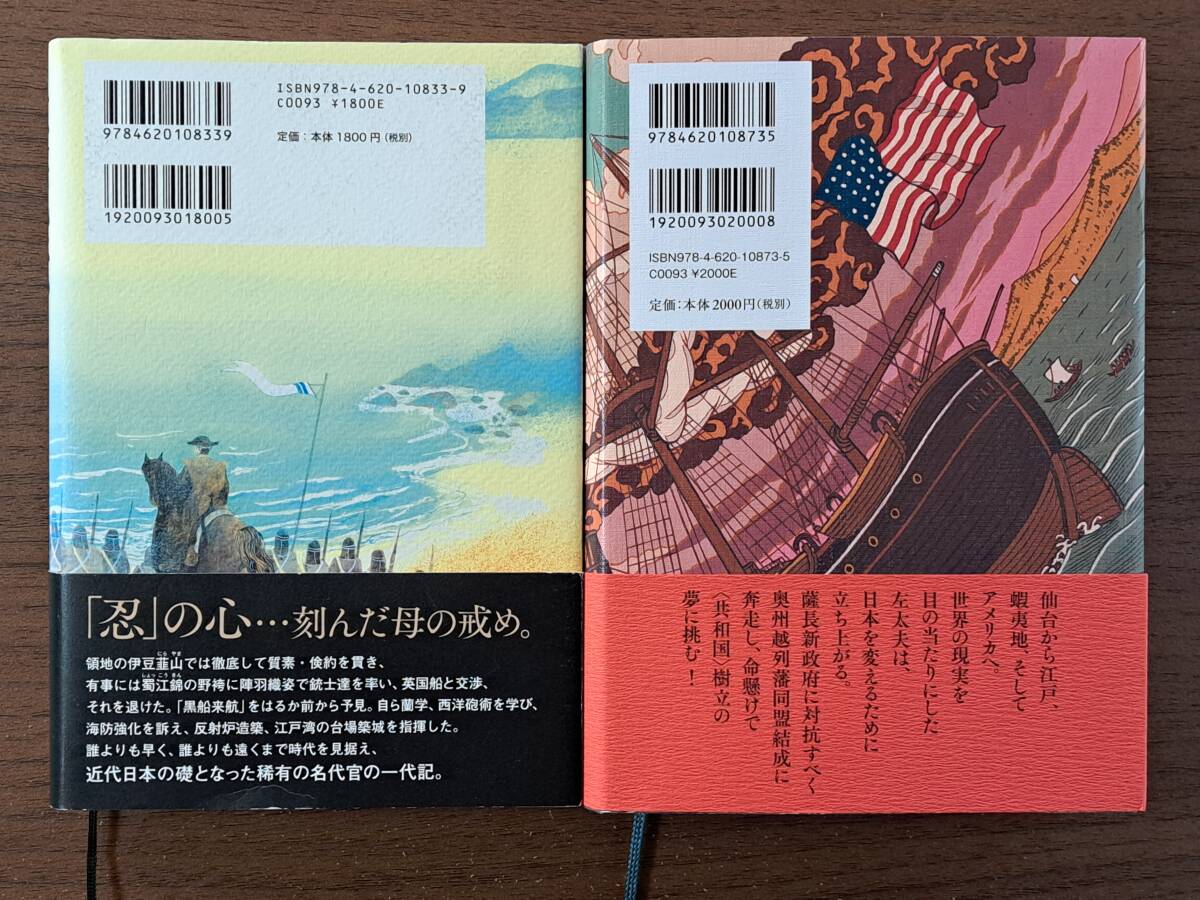 ISBN978-4-620-10833-9
C0093 ¥1800E
9784620108339
定価：本体1800円（税別）
1920093018005
「忍」の心…刻んだ母の戒め。
領地の伊豆韮山では徹底して質素・倹約を貫き、
にら やま
有事には蜀江錦の野袴に陣羽織姿で銃士達を率い、英国船と交渉、
しょっ こう きん
それを退けた。「黒船来航」をはるか前から予見。自ら蘭学、西洋砲術を学び、
海防強化を訴え、反射炉造築、江戸湾の台場築城を指揮した。
誰よりも早く、誰よりも遠くまで時代を見据え、
近代日本の礎となった稀有の名代官の一代記。
9784620108735
1920093020008
ISBN978-4-620-10873-5
C0093 ¥2000E
定価：本体2000円（税別）
仙台から江戸、
蝦夷地、そして
アメリカへ。
世界の現実を
目の当たりにした
左太夫は、
日本を変えるために
立ち上がる。
薩長新政府に対抗すべく
奥州越列藩同盟結成に
奔走し、命懸けで
〈共和国〉樹立の
夢に挑む！